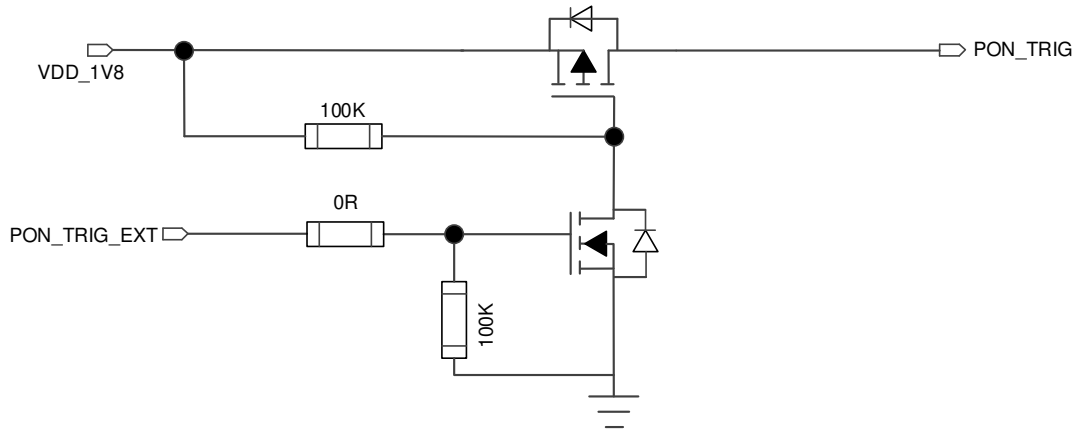 PON_TRIG
VDD_1V8
100K
0R
PON_TRIG_EXT
100K